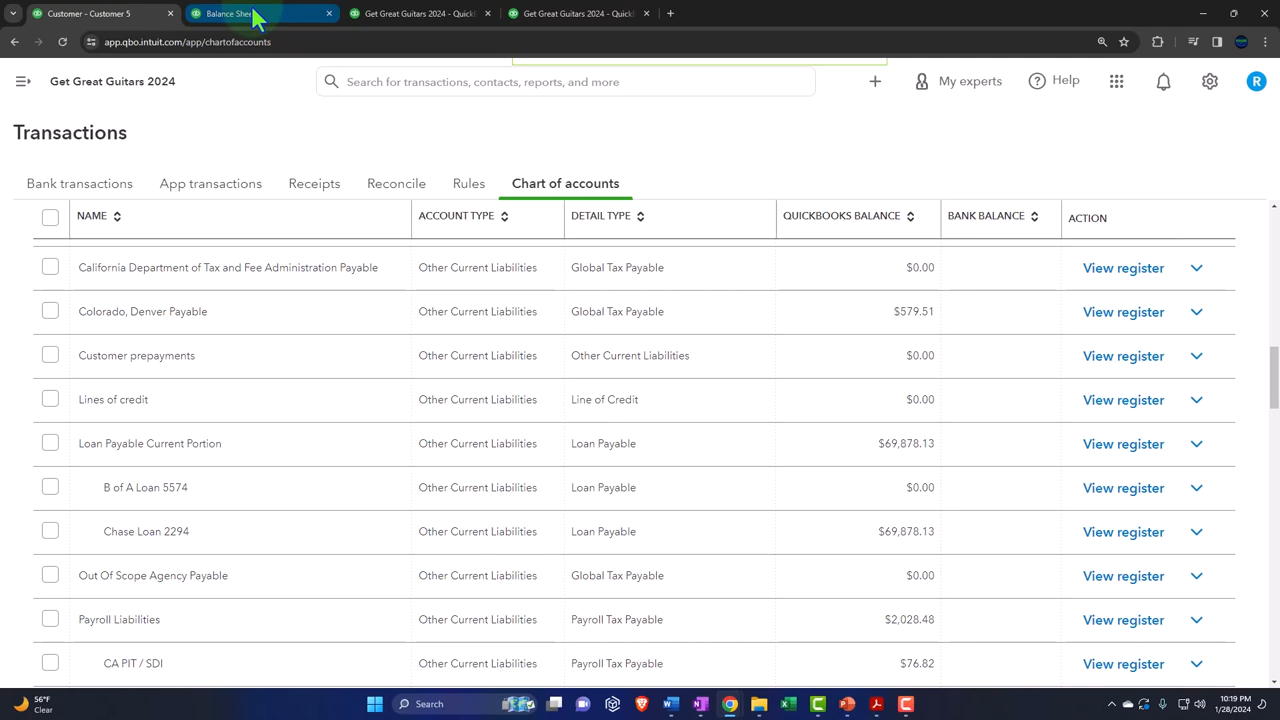 Customer - Customer 5
Balance Shee
Get Great Guitars 2024 - QuickB
Get Great Guitars 2024 - QuickB
app.qbo.intuit.com/app/chartofaccounts
Get Great Guitars 2024
Search for transactions, contacts, reports, and more
My experts
Help
R
Transactions
Bank transactions App transactions Receipts Reconcile Rules Chart of accounts
NAME ACCOUNT TYPE DETAIL TYPE QUICKBOOKS BALANCE BANK BALANCE ACTION
California Department of Tax and Fee Administration Payable Other Current Liabilities Global Tax Payable $0.00 View register
Colorado, Denver Payable Other Current Liabilities Global Tax Payable $579.51 View register
Customer prepayments Other Current Liabilities Other Current Liabilities $0.00 View register
Lines of credit Other Current Liabilities Line of Credit $0.00 View register
Loan Payable Current Portion Other Current Liabilities Loan Payable $69,878.13 View register
B of A Loan 5574 Other Current Liabilities Loan Payable $0.00 View register
Chase Loan 2294 Other Current Liabilities Loan Payable $69,878.13 View register
Out Of Scope Agency Payable Other Current Liabilities Global Tax Payable $0.00 View register
Payroll Liabilities Other Current Liabilities Payroll Tax Payable $2,028.48 View register
CA PIT / SDI Other Current Liabilities Payroll Tax Payable $76.82 View register
56°F
Clear
Search
10:19 PM
1/28/2024